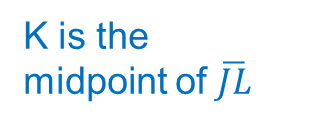 K is the
midpoint of J̅L̅